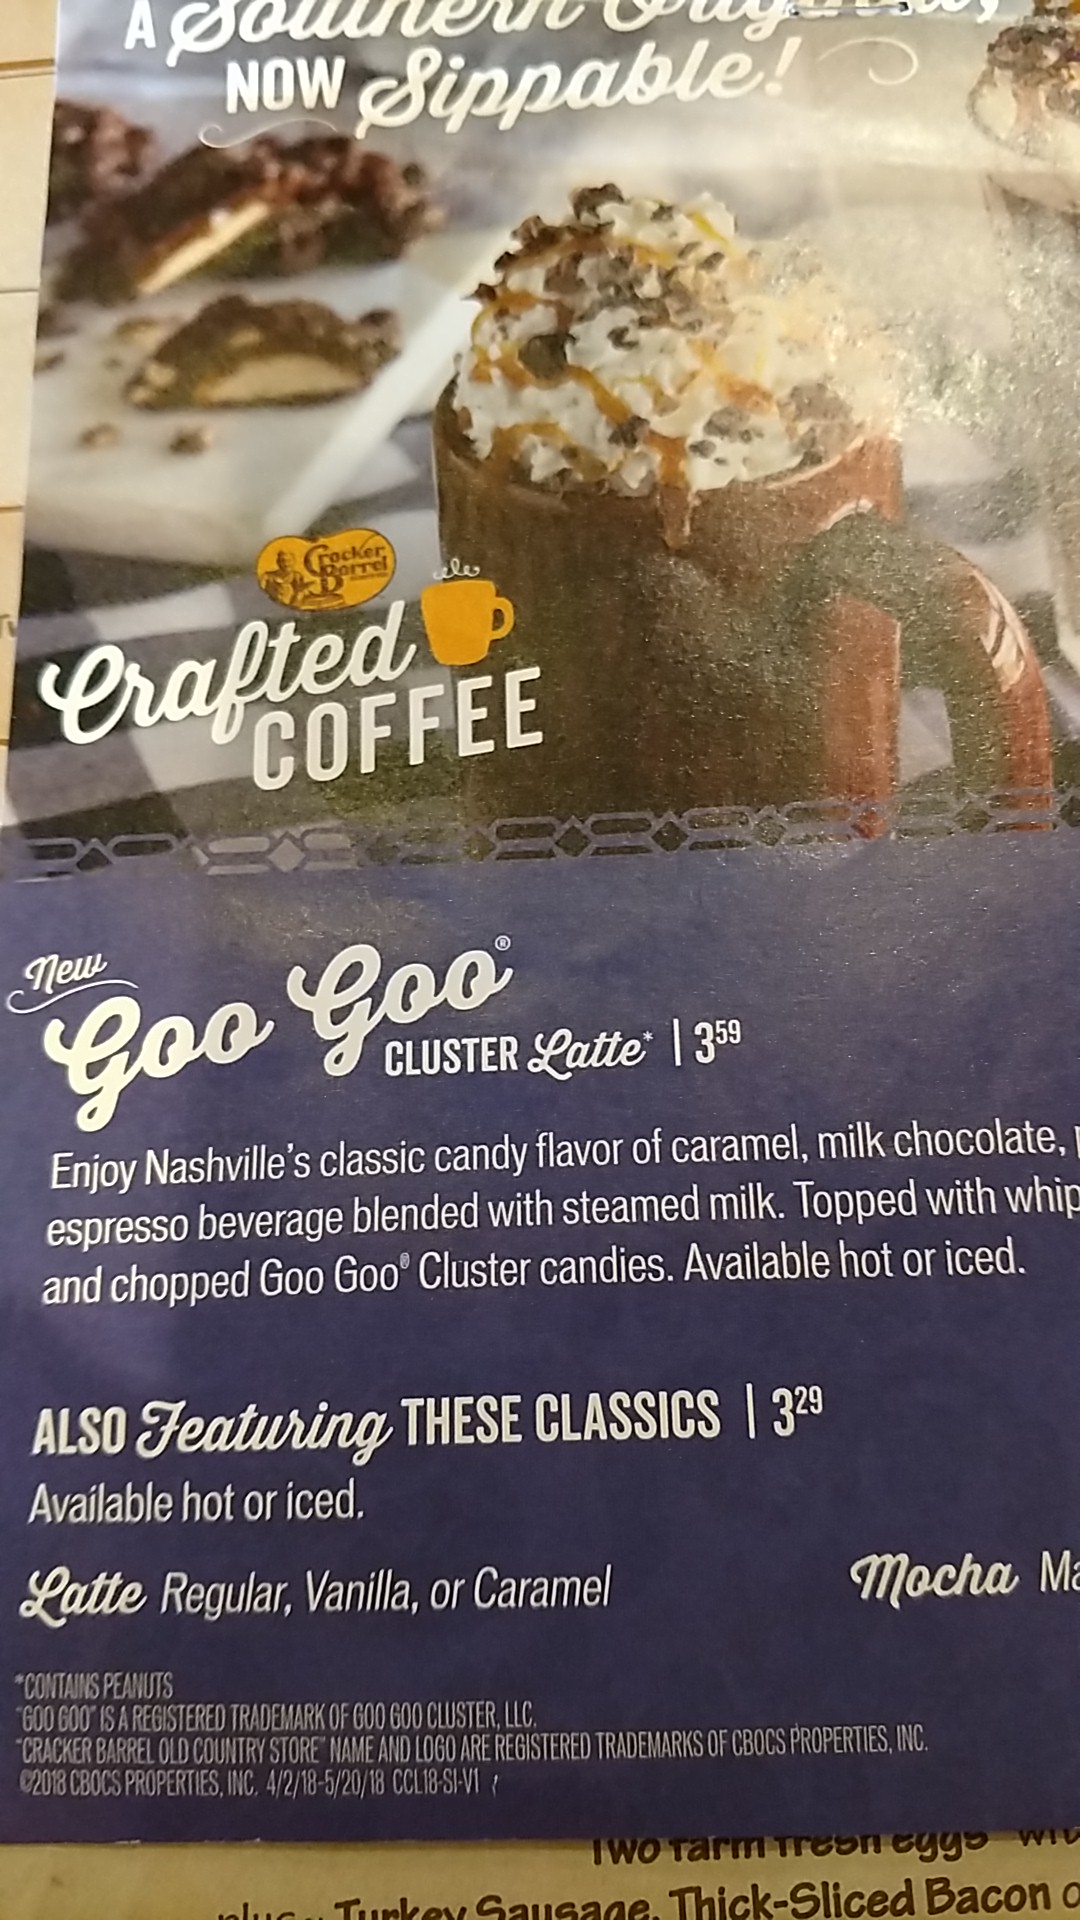 A Southern Original,
NOW Sippable!
Cracker
Barrel
Crafted
COFFEE
New
Goo Goo®
CLUSTER Latte* | 3⁵⁹
Enjoy Nashville's classic candy flavor of caramel, milk chocolate,
espresso beverage blended with steamed milk. Topped with whip
and chopped Goo Goo® Cluster candies. Available hot or iced.
ALSO Featuring THESE CLASSICS | 3²⁹
Available hot or iced.
Latte Regular, Vanilla, or Caramel
Mocha Ma
*CONTAINS PEANUTS
"GOO GOO" IS A REGISTERED TRADEMARK OF GOO GOO CLUSTER, LLC.
"CRACKER BARREL OLD COUNTRY STORE" NAME AND LOGO ARE REGISTERED TRADEMARKS OF CBOCS PROPERTIES, INC.
©2018 CBOCS PROPERTIES, INC. 4/2/18-5/20/18 CCL18-SI-V1
Two farm fresh eggs
plus Turkey Sausage, Thick-Sliced Bacon o